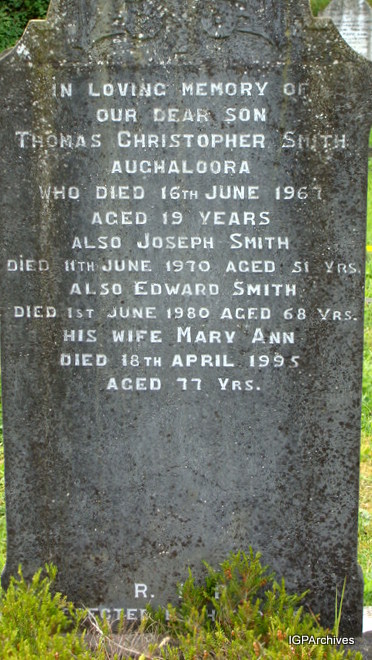 IN LOVING MEMORY OF
OUR DEAR SON
THOMAS CHRISTOPHER SMITH
AUGHALOORA
WHO DIED 16TH JUNE 1967
AGED 19 YEARS
ALSO JOSEPH SMITH
DIED 11TH JUNE 1970 AGED 51 YRS.
ALSO EDWARD SMITH
DIED 1ST JUNE 1980 AGED 68 YRS.
HIS WIFE MARY ANN
DIED 18TH APRIL 1995
AGED 77 YRS.
R.
IGPArchives